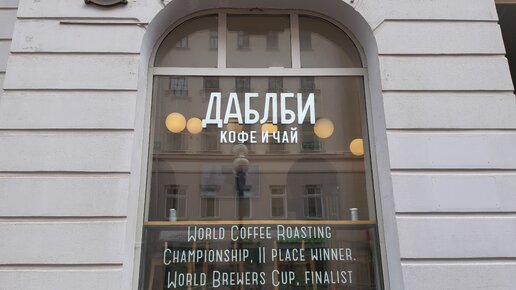 ДАБЛБИ
КОФЕ И ЧАЙ
World Coffee Roasting
Championship, II place winner.
World Brewers Cup, finalist